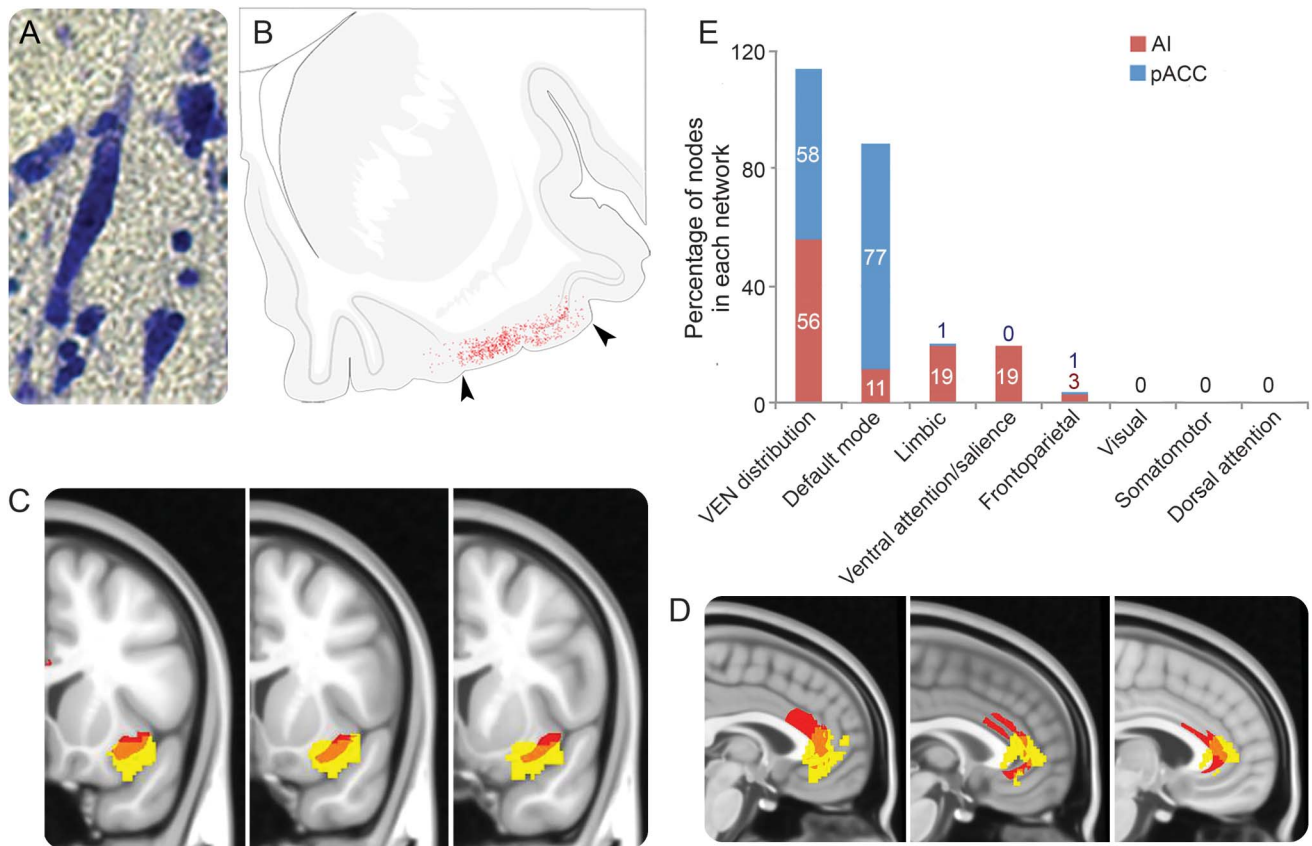 A
B
E
AI
pACC
Percentage of nodes
in each network
120
80
40
0
58
56
77
11
1
19
0
19
1
3
0
0
0
VEN distribution
Default mode
Limbic
Ventral attention/salience
Frontoparietal
Visual
Somatomotor
Dorsal attention
C
D